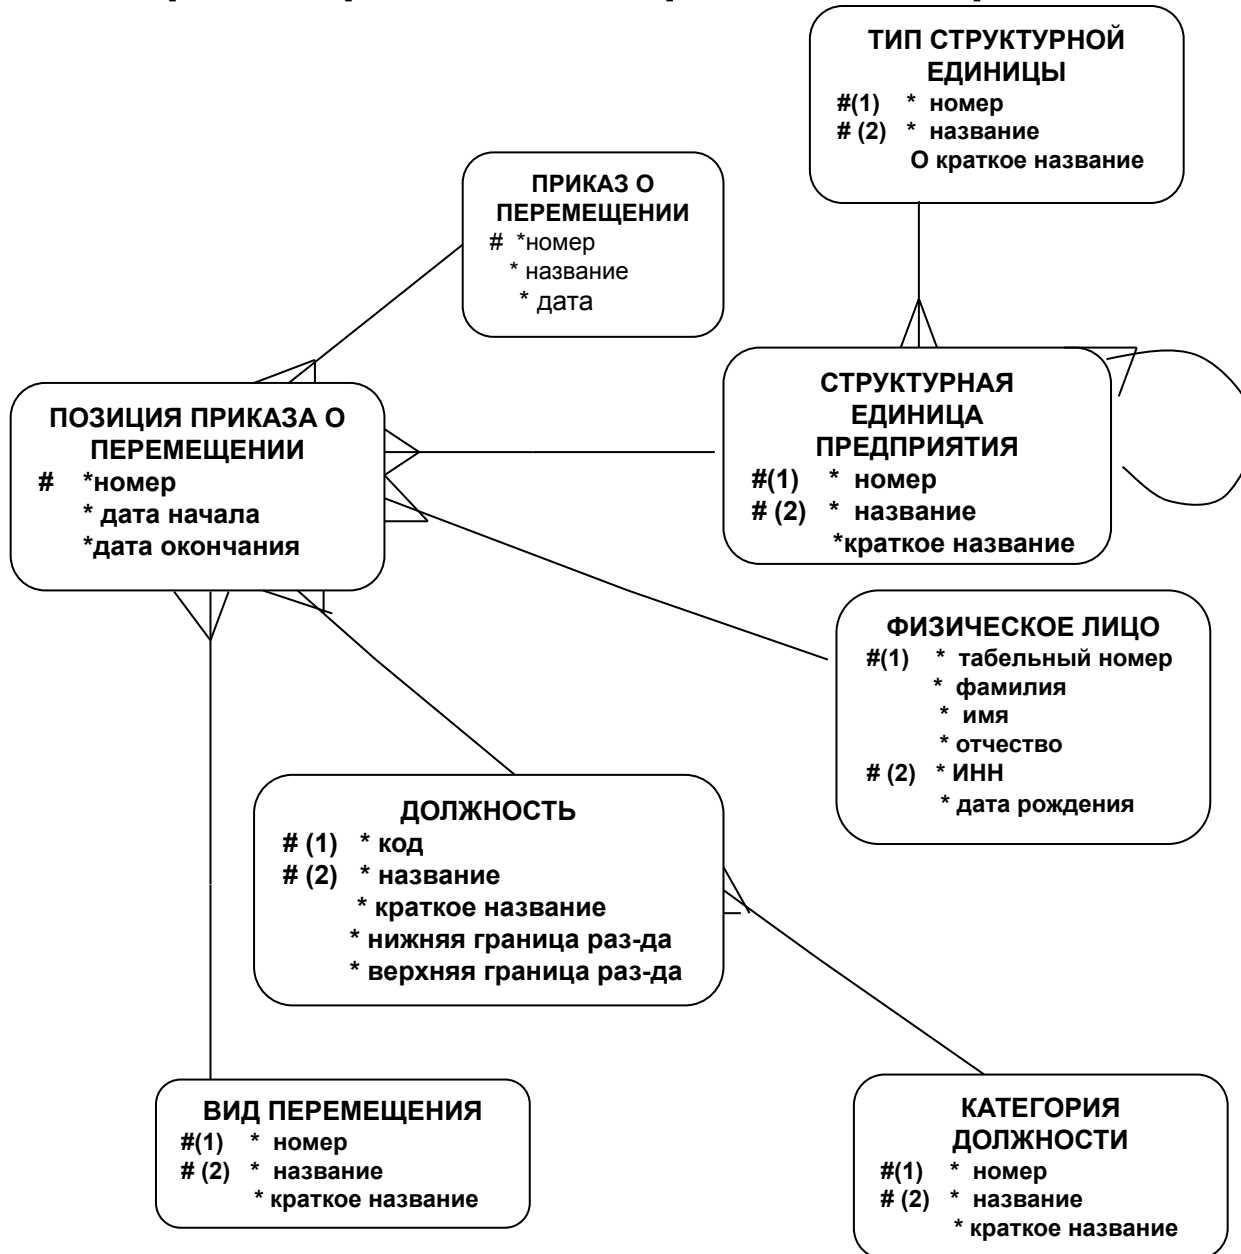 ТИП СТРУКТУРНОЙ
ЕДИНИЦЫ
#(1) * номер
# (2) * название
О краткое название
ПРИКАЗ О
ПЕРЕМЕЩЕНИИ
# *номер
* название
* дата
СТРУКТУРНАЯ
ЕДИНИЦА
ПРЕДПРИЯТИЯ
#(1) * номер
# (2) * название
*краткое название
ПОЗИЦИЯ ПРИКАЗА О
ПЕРЕМЕЩЕНИИ
# *номер
* дата начала
*дата окончания
ФИЗИЧЕСКОЕ ЛИЦО
#(1) * табельный номер
* фамилия
* имя
* отчество
# (2) * ИНН
* дата рождения
ДОЛЖНОСТЬ
# (1) * код
# (2) * название
* краткое название
* нижняя граница раз-да
* верхняя граница раз-да
ВИД ПЕРЕМЕЩЕНИЯ
#(1) * номер
# (2) * название
* краткое название
КАТЕГОРИЯ
ДОЛЖНОСТИ
#(1) * номер
# (2) * название
* краткое название